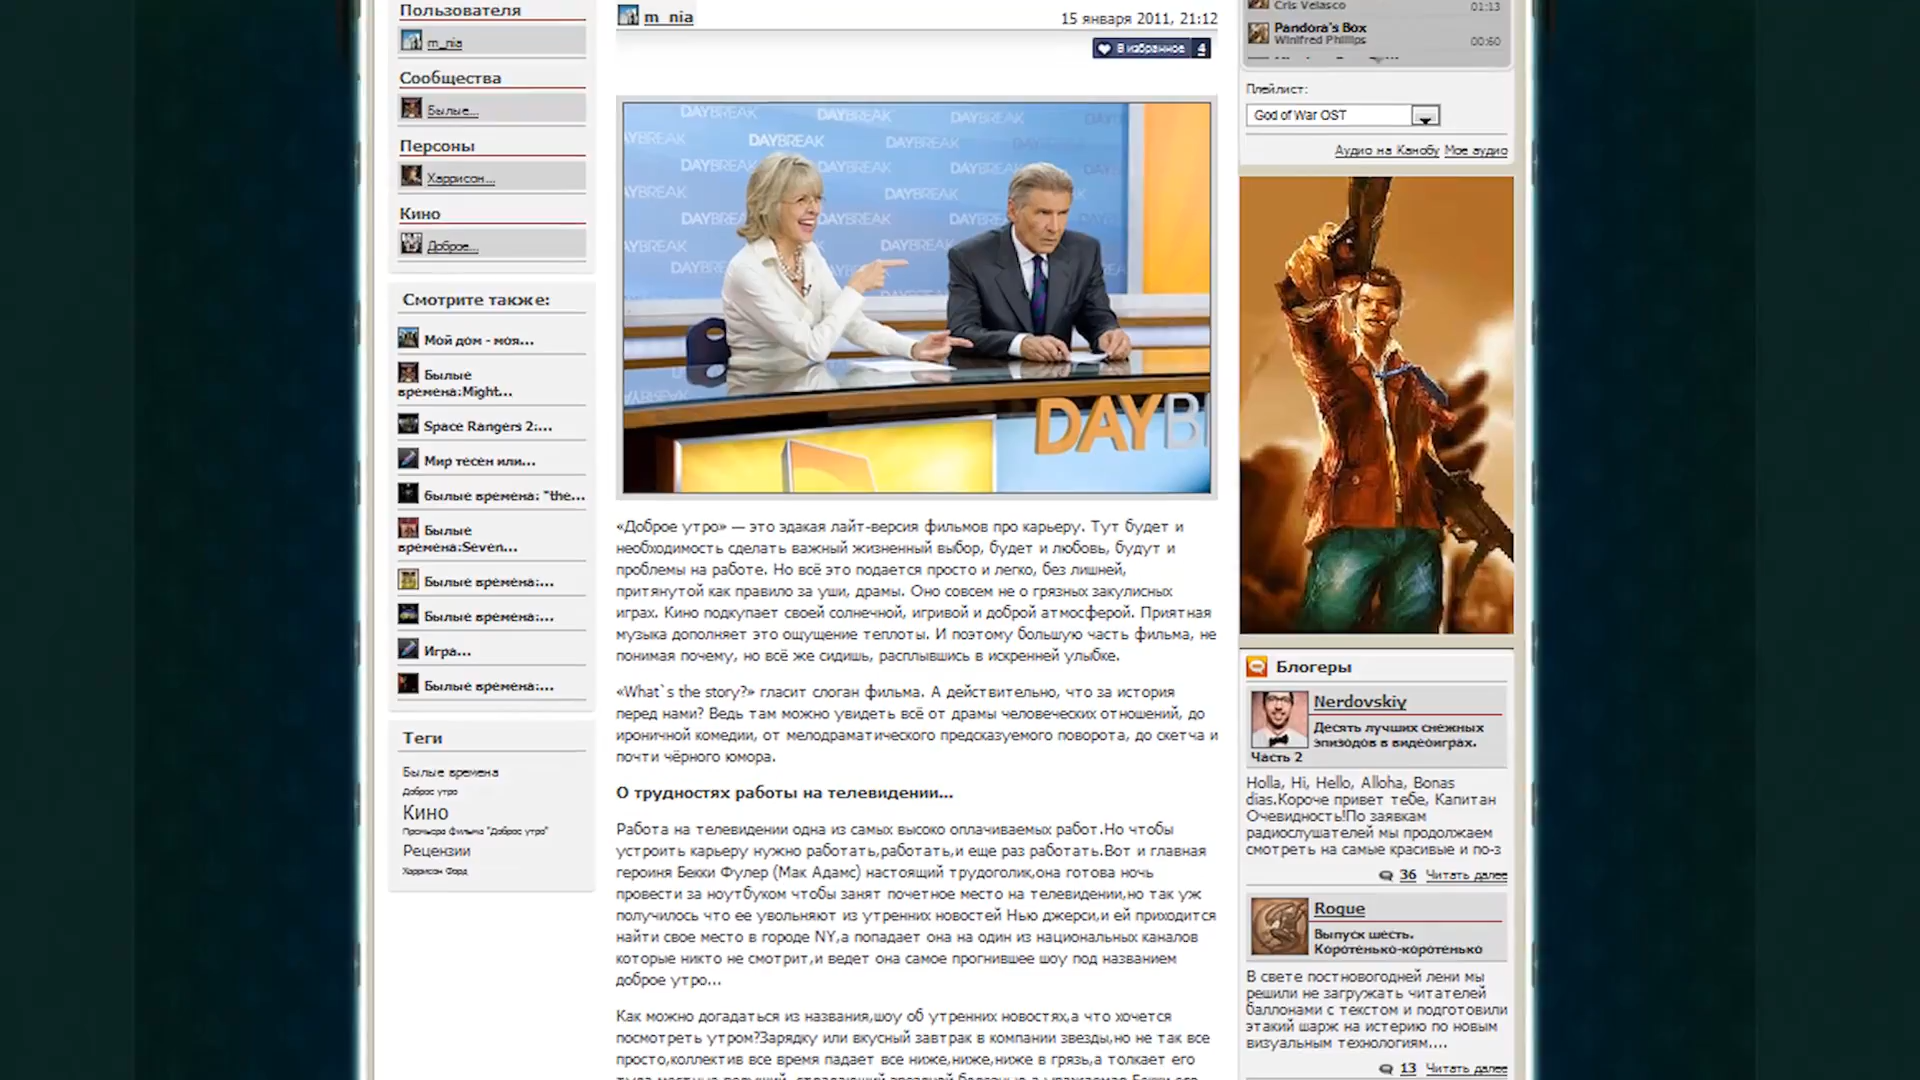 Пользователя
m_nia
Сообщества
Былые...
Персоны
Харрисон...
Кино
Доброе...
Смотрите также:
Мой дом - моя...
Былые
времена:Might...
Space Rangers 2:...
Мир тесен или...
былые времена: "the...
Былые
времена:Seven...
Былые времена:...
Былые времена:...
Игра...
Былые времена:...
Теги
Былые времена
Доброе утро
Кино
Премьера фильма "Доброе утро"
Рецензии
Харрисон Форд
m_nia
15 января 2011, 21:12
В избранное 4
DAYBREAK DAYBREAK DAYBREAK
DAYBREAK DAYBREAK
DAYBREAK
DAYBREAK
DAYB
«Доброе утро» — это эдакая лайт-версия фильмов про карьеру. Тут будет и
необходимость сделать важный жизненный выбор, будет и любовь, будут и
проблемы на работе. Но всё это подается просто и легко, без лишней,
притянутой как правило за уши, драмы. Оно совсем не о грязных закулисных
играх. Кино подкупает своей солнечной, игривой и доброй атмосферой. Приятная
музыка дополняет это ощущение теплоты. И поэтому большую часть фильма, не
понимая почему, но всё же сидишь, расплывшись в искренней улыбке.
«What`s the story?» гласит слоган фильма. А действительно, что за история
перед нами? Ведь там можно увидеть всё от драмы человеческих отношений, до
ироничной комедии, от мелодраматического предсказуемого поворота, до скетча и
почти чёрного юмора.
О трудностях работы на телевидении...
Работа на телевидении одна из самых высоко оплачиваемых работ.Но чтобы
устроить карьеру нужно работать,работать,и еще раз работать.Вот и главная
героиня Бекки Фулер (Мак Адамс) настоящий трудоголик,она готова ночь
провести за ноутбуком чтобы занят почетное место на телевидении,но так уж
получилось что ее увольняют из утренних новостей Нью джерси,и ей приходится
найти свое место в городе NY,а попадает она на один из национальных каналов
которые никто не смотрит,и ведет она самое прогнившее шоу под названием
доброе утро...
Как можно догадаться из названия,шоу об утренних новостях,а что хочется
посмотреть утром?Зарядку или вкусный завтрак в компании звезды,но не так все
просто,коллектив все время падает все ниже,ниже,ниже в грязь,а толкает его
Cris Velasco 01:13
Pandora's Box
Winifred Phillips 00:60
Плейлист:
God of War OST
Аудио на Канобу Мое аудио
Блогеры
Nerdovskiy
Десять лучших снежных
эпизодов в видеоиграх.
Часть 2
Holla, Hi, Hello, Alloha, Bonas
dias.Короче привет тебе, Капитан
Очевидность!По заявкам
радиослушателей мы продолжаем
смотреть на самые красивые и по-з
36 Читать далее
Rogue
Выпуск шесть.
Коротенько-коротенько
В свете постновогодней лени мы
решили не загружать читателей
баллонами с текстом и подготовили
этакий шарж на истерию по новым
визуальным технологиям....
13 Читать далее